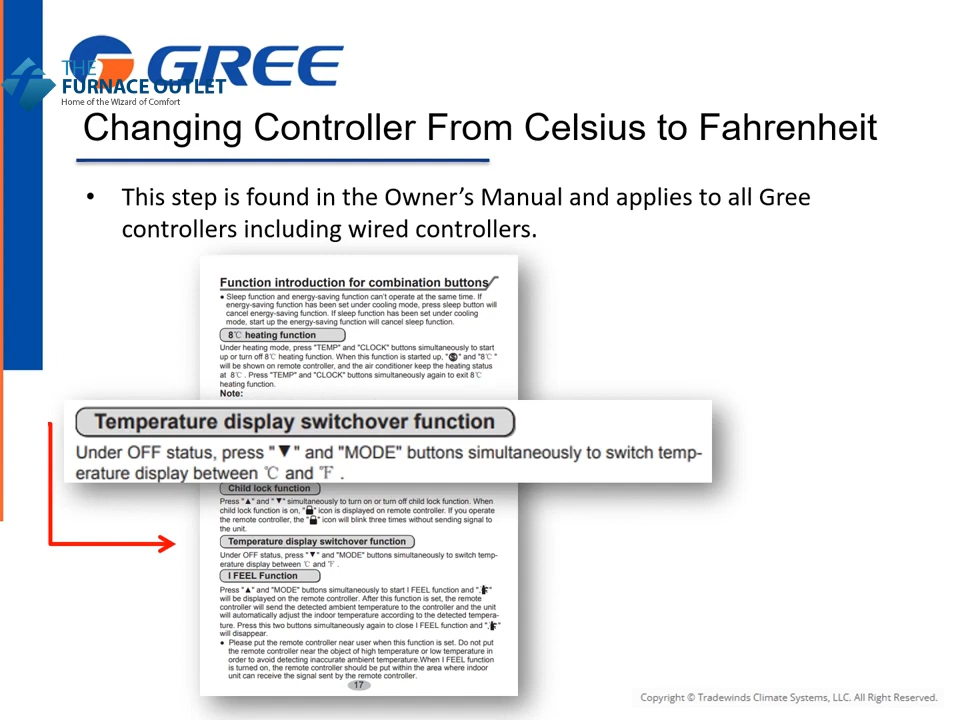 GREE
THE
FURNACE OUTLET
Home of the Wizard of Comfort
Changing Controller From Celsius to Fahrenheit
• This step is found in the Owner’s Manual and applies to all Gree
controllers including wired controllers.
Function introduction for combination buttons
● Sleep function and energy-saving function can't operate at the same time. If
energy-saving function has been set under cooling mode, press sleep button will
cancel energy-saving function. If sleep function has been set under cooling
mode, start up the energy-saving function will cancel sleep function.
8℃ heating function
Under heating mode, press "TEMP" and "CLOCK" buttons simultaneously to start
up or turn off 8℃ heating function. When this function is started up, " " and "8℃ "
will be shown on remote controller, and the air conditioner keep the heating status
at 8℃ . Press "TEMP" and "CLOCK" buttons simultaneously again to exit 8℃
heating function.
Note:
Temperature display switchover function
Under OFF status, press "▼" and "MODE" buttons simultaneously to switch temp-
erature display between ℃ and ℉ .
Child lock function
Press "▲" and " ▼" simultaneously to turn on or turn off child lock function. When
child lock function is on, " " icon is displayed on remote controller. If you operate
the remote controller, the " " icon will blink three times without sending signal to
the unit.
Temperature display switchover function
Under OFF status, press "▼" and "MODE" buttons simultaneously to switch temp-
erature display between ℃ and ℉ .
I FEEL Function
Press "▲" and "MODE" buttons simultaneously to start I FEEL function and " "
will be displayed on the remote controller. After this function is set, the remote
controller will send the detected ambient temperature to the controller and the unit
will automatically adjust the indoor temperature according to the detected tempera-
ture. Press this two buttons simultaneously again to close I FEEL function and " "
will disappear.
● Please put the remote controller near user when this function is set. Do not put
the remote controller near the object of high temperature or low temperature in
order to avoid detecting inaccurate ambient temperature.When I FEEL function
is turned on, the remote controller should be put within the area where indoor
unit can receive the signal sent by the remote controller.
17
Copyright © Tradewinds Climate Systems, LLC. All Right Reserved.